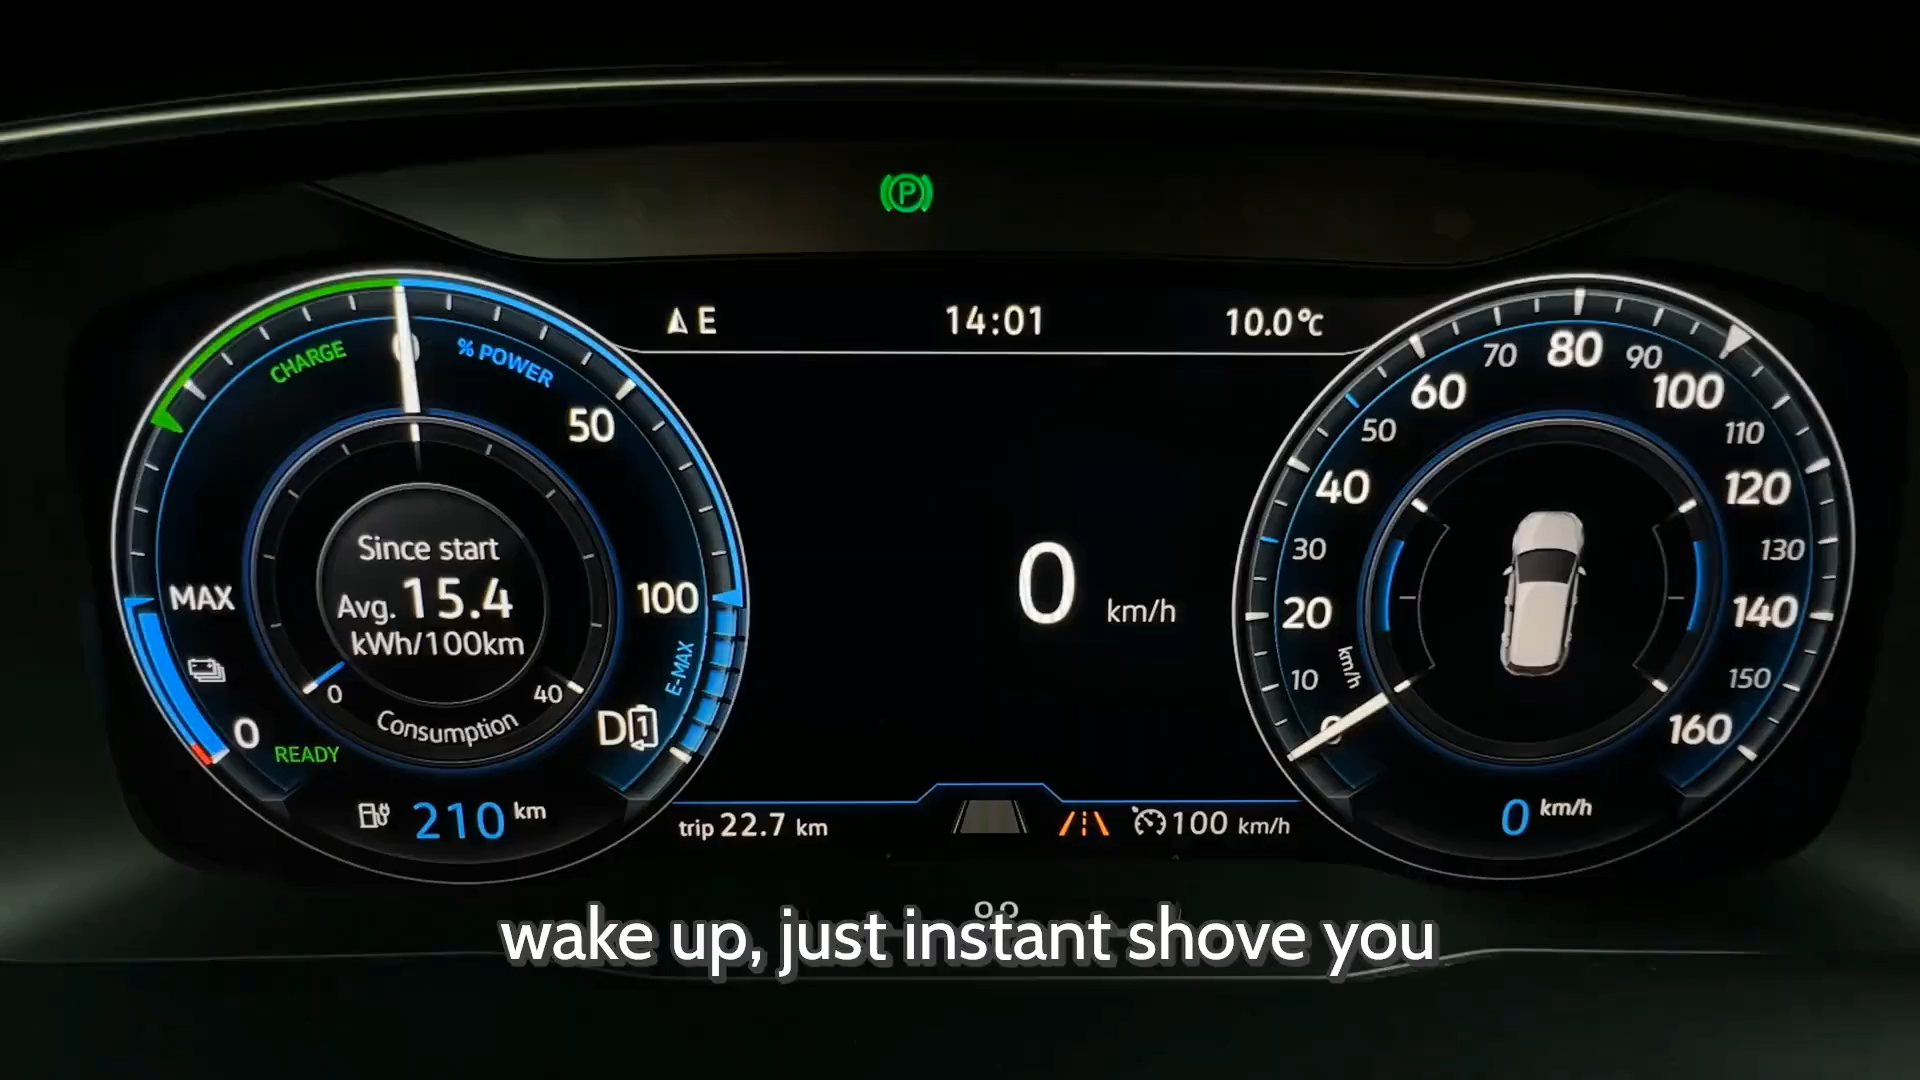 P
E
14:01
10.0°C
CHARGE
% POWER
50
100
E-MAX
MAX
0
READY
Since start
Avg. 15.4
kWh/100km
0
40
Consumption
D 1
210 km
0 km/h
trip 22.7 km
100 km/h
0
10
20
30
40
50
60
70
80
90
100
110
120
130
140
150
160
km/h
0 km/h
wake up, just instant shove you